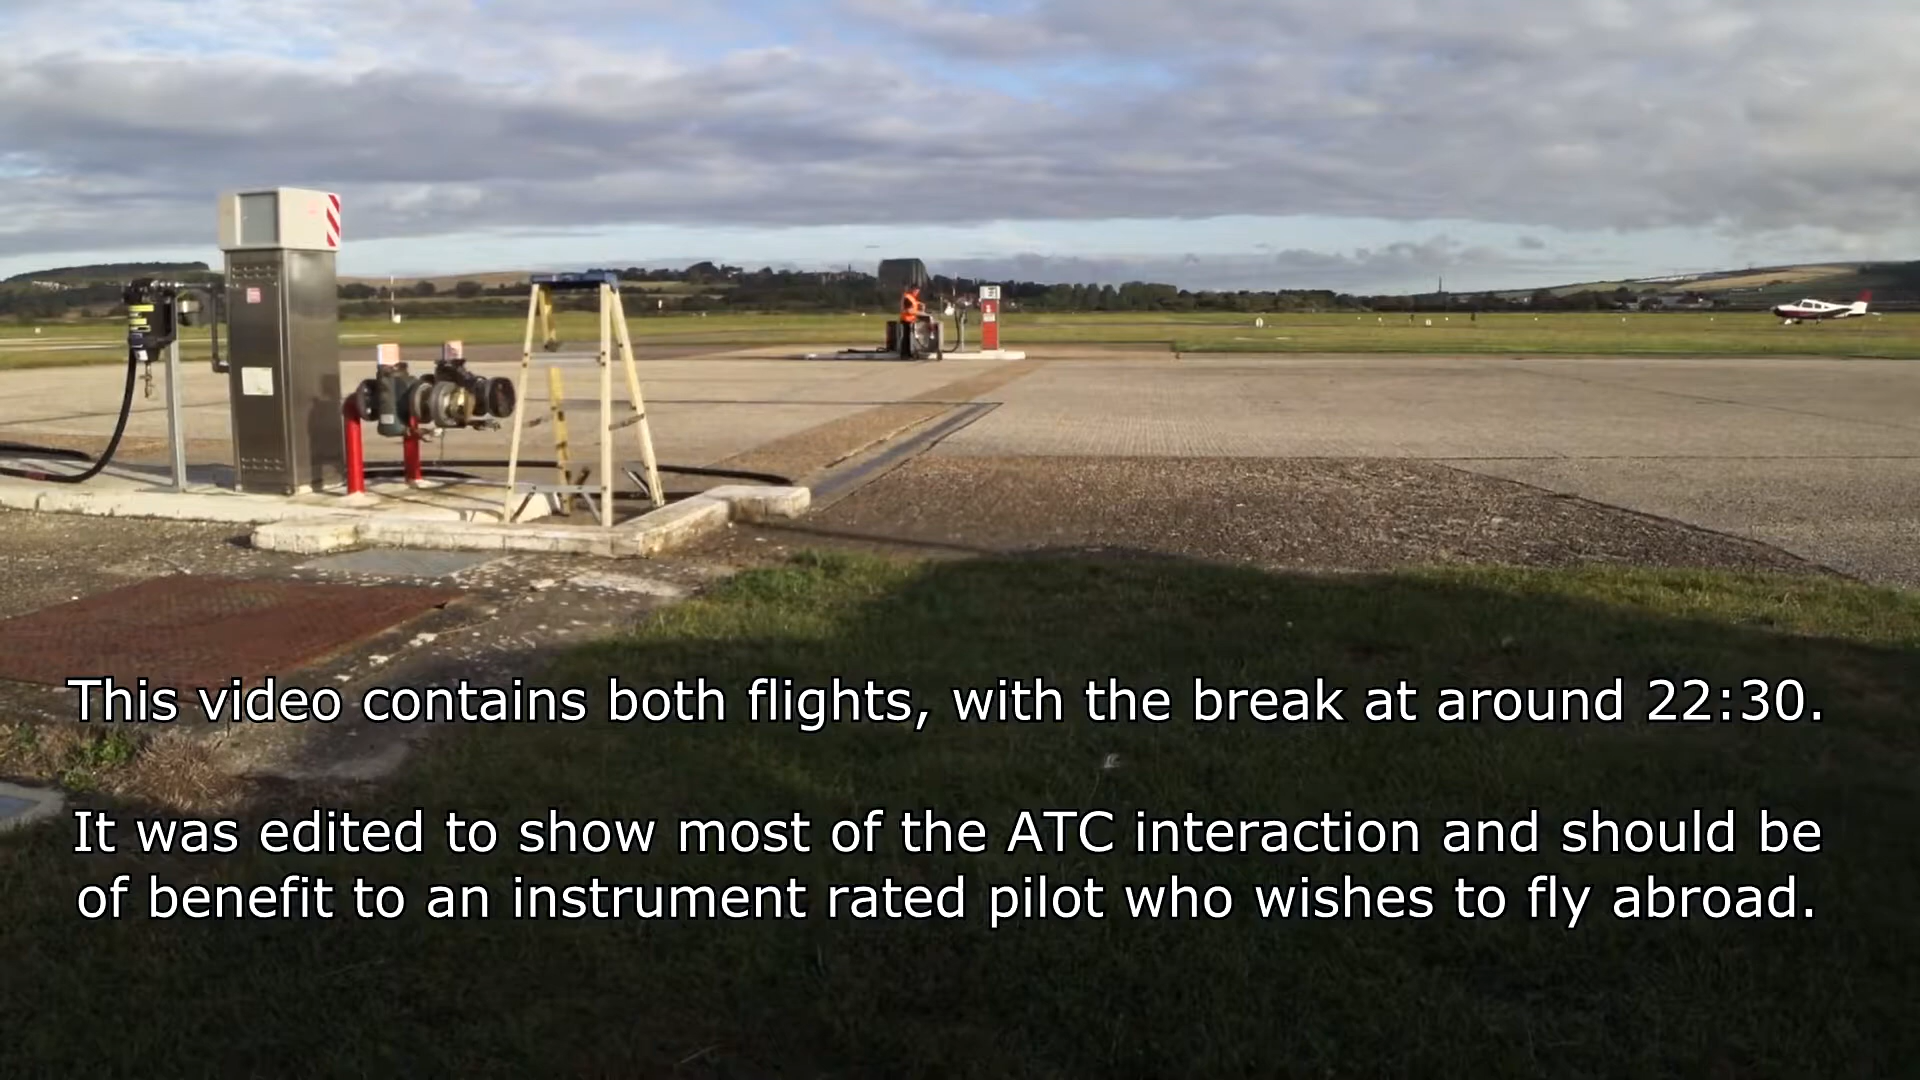 This video contains both flights, with the break at around 22:30.
It was edited to show most of the ATC interaction and should be
of benefit to an instrument rated pilot who wishes to fly abroad.